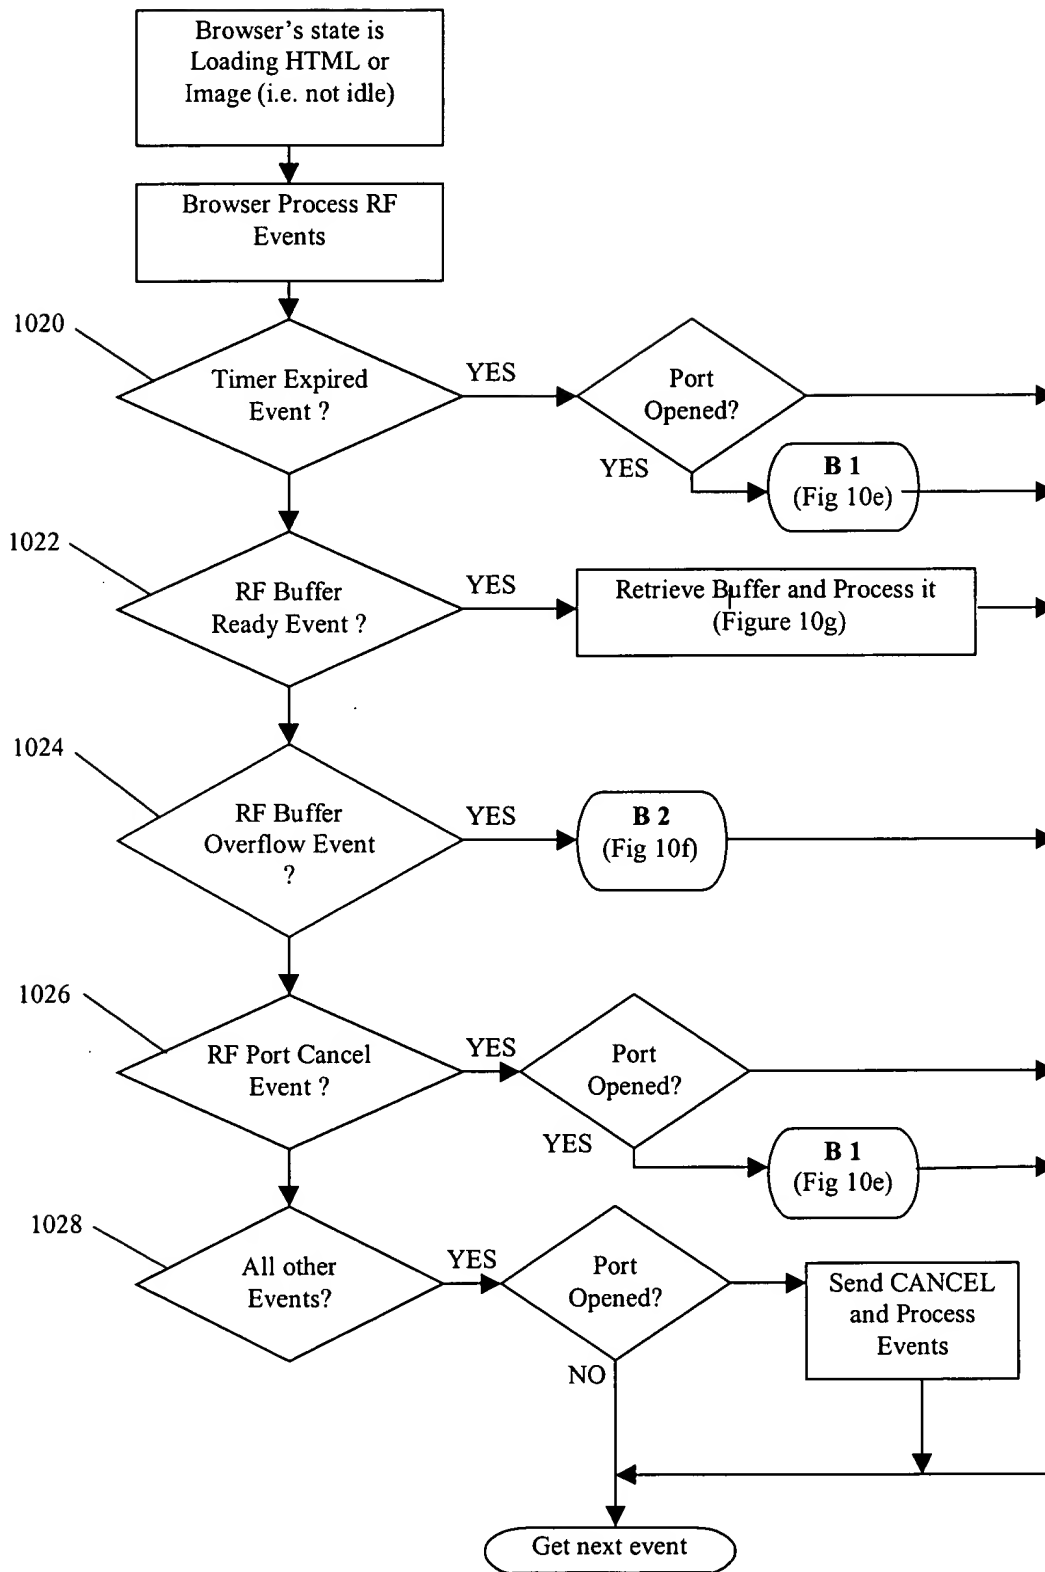 Browser's state is
Loading HTML or
Image (i.e. not idle)
Browser Process RF
Events
1020
Timer Expired
Event ?
YES
Port
Opened?
YES
B 1
(Fig 10e)
1022
RF Buffer
Ready Event ?
YES
Retrieve Buffer and Process it
(Figure 10g)
1024
RF Buffer
Overflow Event
?
YES
B 2
(Fig 10f)
1026
RF Port Cancel
Event ?
YES
Port
Opened?
YES
B 1
(Fig 10e)
1028
All other
Events?
YES
Port
Opened?
NO
Send CANCEL
and Process
Events
Get next event